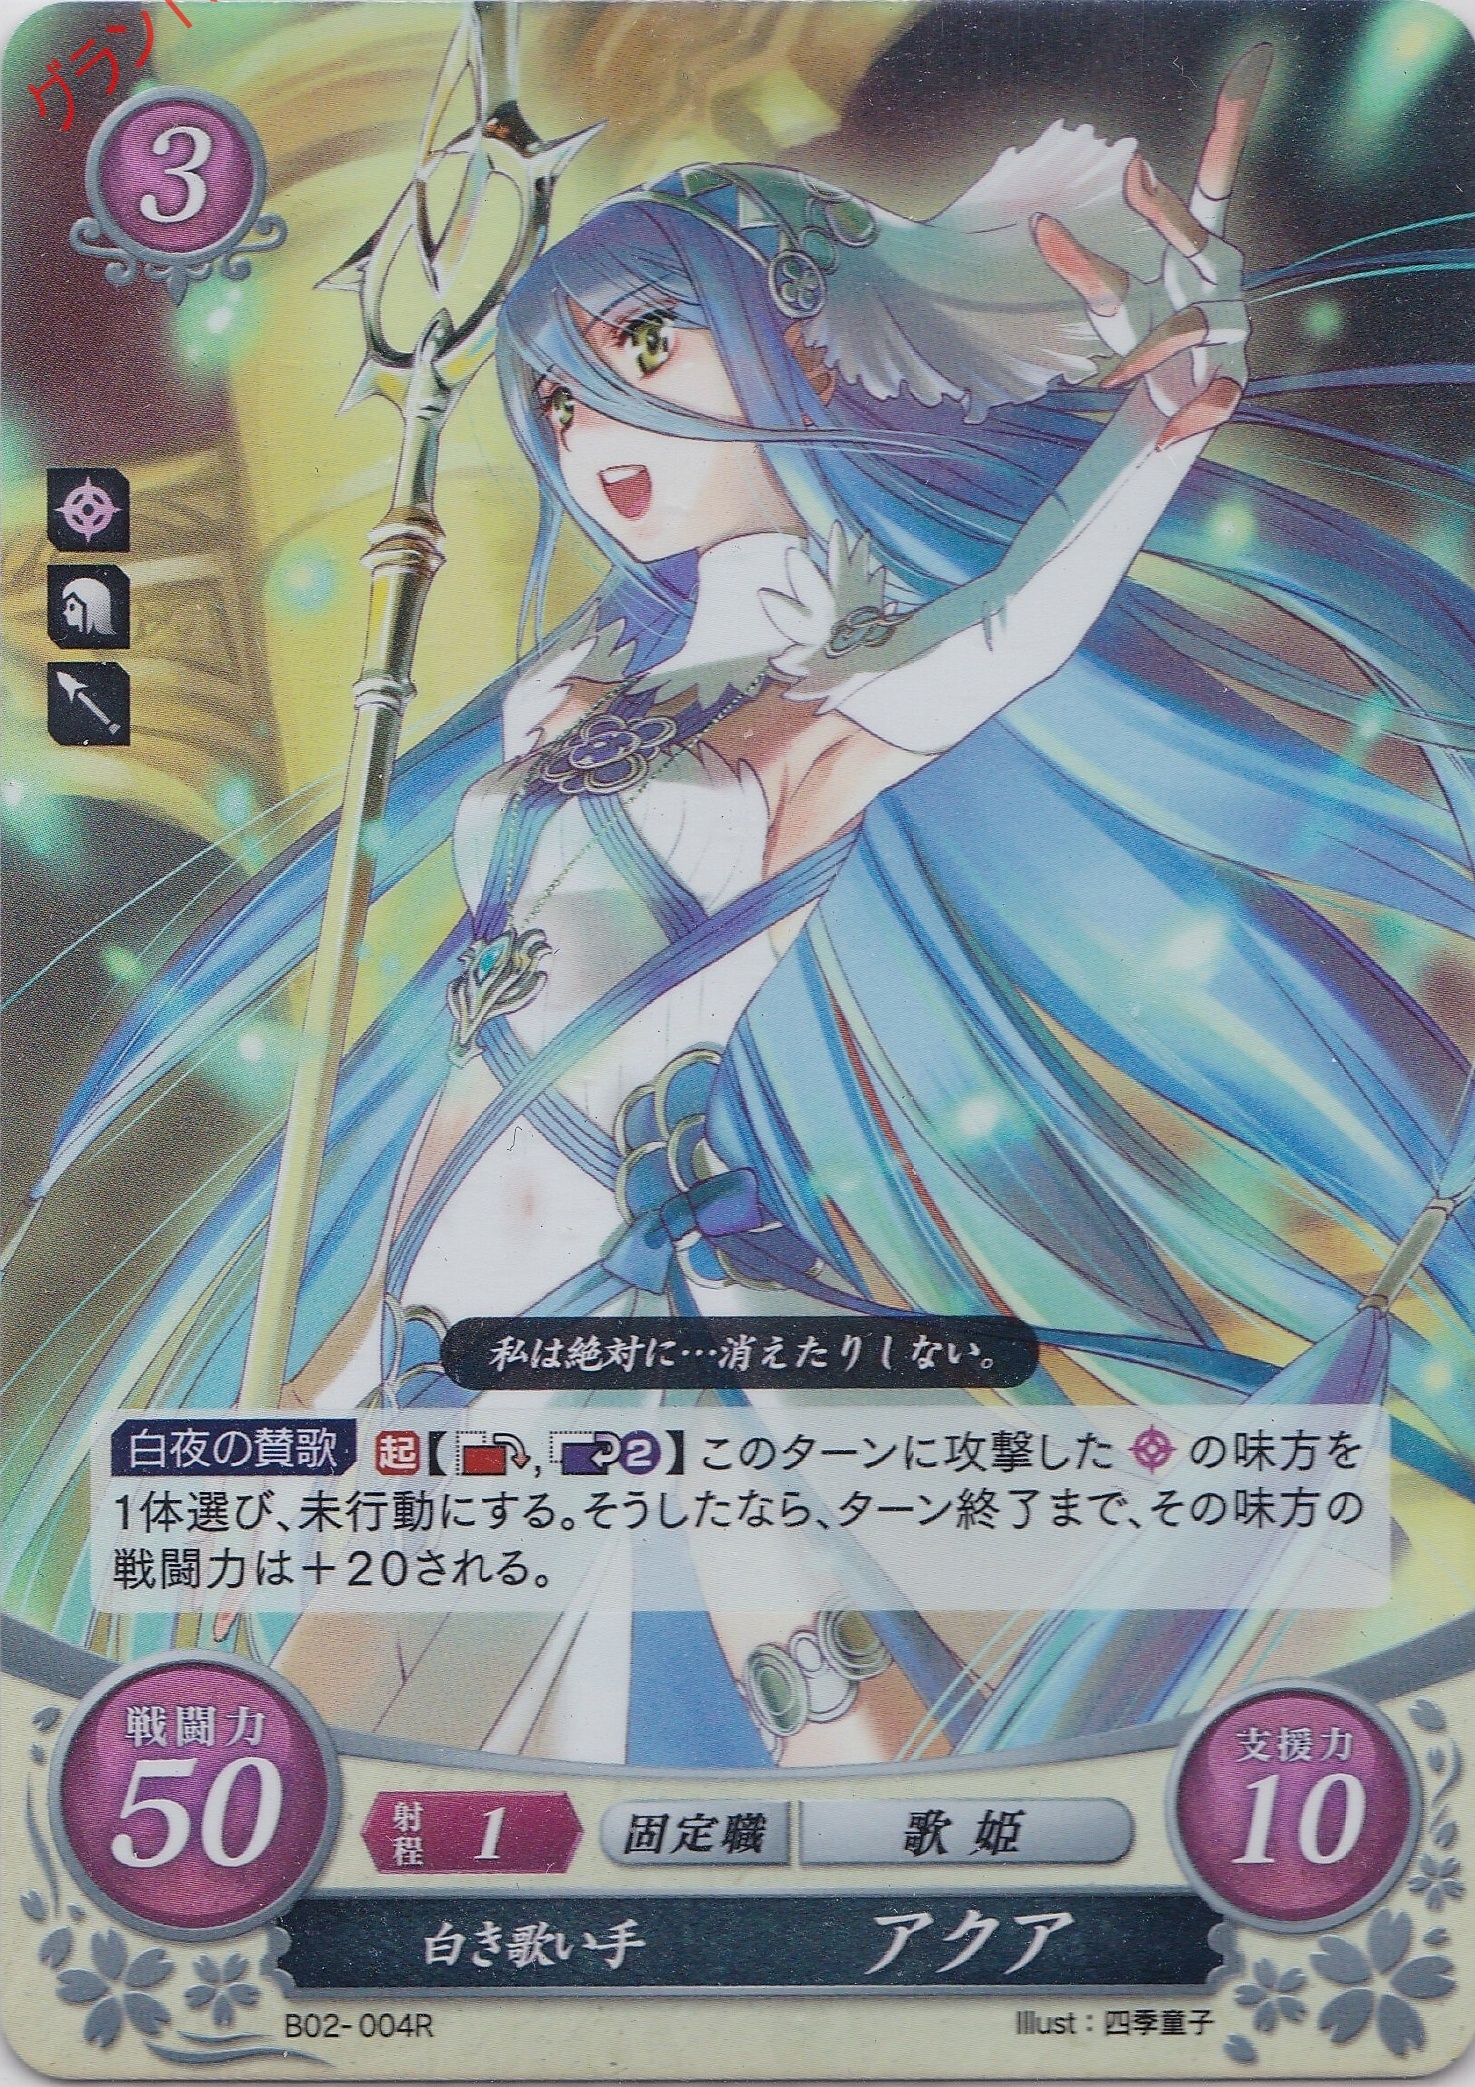 グラン
3
私は絶対に…消えたりしない。
白夜の賛歌 起【 , 2】このターンに攻撃した の味方を
1体選び、未行動にする。そうしたなら、ターン終了まで、その味方の
戦闘力は＋20される。
戦闘力
50
射程 1
固定職 歌姫
支援力
10
白き歌い手 アクア
B02-004R
Illust：四季童子